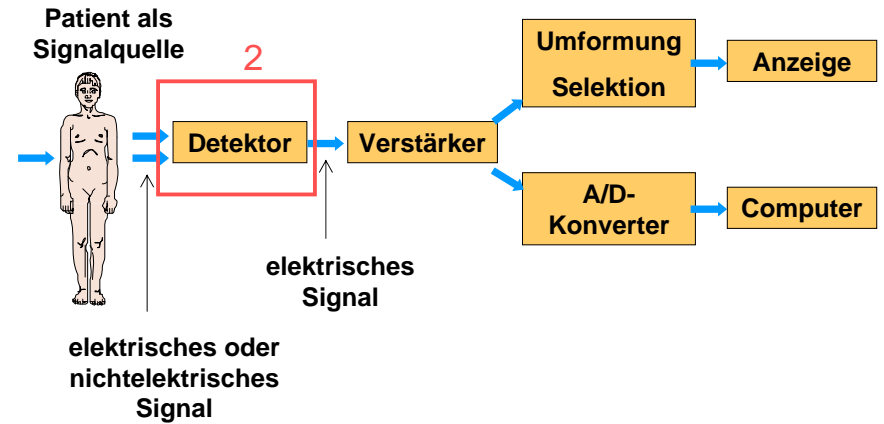 Patient als
Signalquelle
2
Detektor
Verstärker
Umformung
Selektion
Anzeige
A/D-
Konverter
Computer
elektrisches
Signal
elektrisches oder
nichtelektrisches
Signal